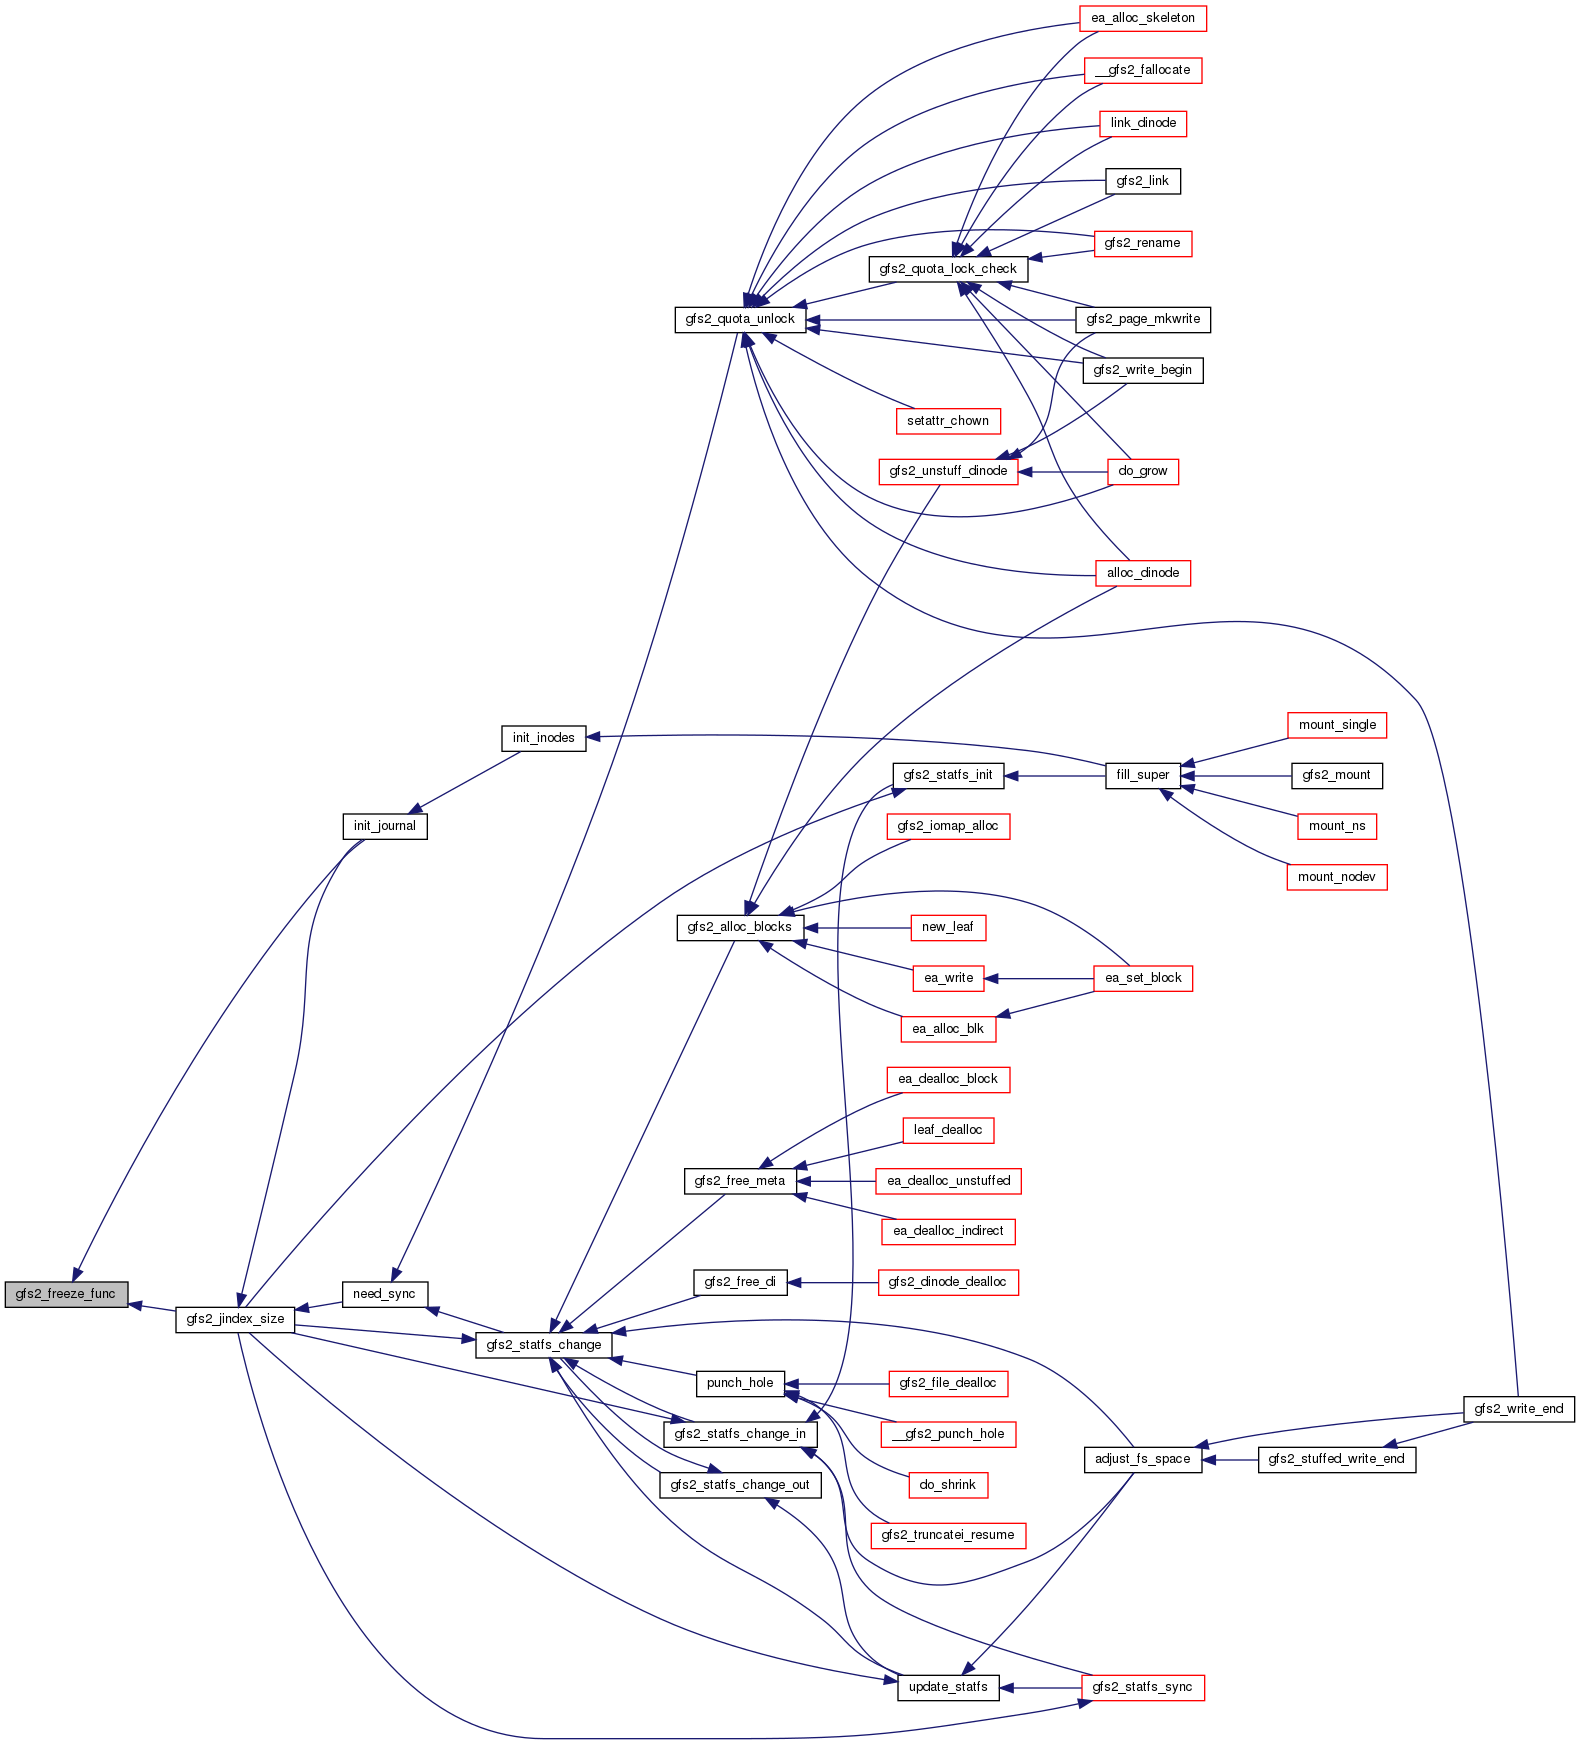 ea_alloc_skeleton
__gfs2_fallocate
link_dinode
gfs2_link
gfs2_rename
gfs2_quota_lock_check
gfs2_quota_unlock
gfs2_page_mkwrite
gfs2_write_begin
setattr_chown
gfs2_unstuff_dinode
do_grow
alloc_dinode
mount_single
init_inodes
gfs2_statfs_init
fill_super
gfs2_mount
init_journal
gfs2_iomap_alloc
mount_ns
mount_nodev
gfs2_alloc_blocks
new_leaf
ea_write
ea_set_block
ea_alloc_blk
ea_dealloc_block
leaf_dealloc
gfs2_free_meta
ea_dealloc_unstuffed
ea_dealloc_indirect
gfs2_free_di
gfs2_dinode_dealloc
gfs2_freeze_func
need_sync
gfs2_jindex_size
gfs2_statfs_change
punch_hole
gfs2_file_dealloc
gfs2_write_end
gfs2_statfs_change_in
__gfs2_punch_hole
adjust_fs_space
gfs2_stuffed_write_end
gfs2_statfs_change_out
do_shrink
gfs2_truncatei_resume
update_statfs
gfs2_statfs_sync